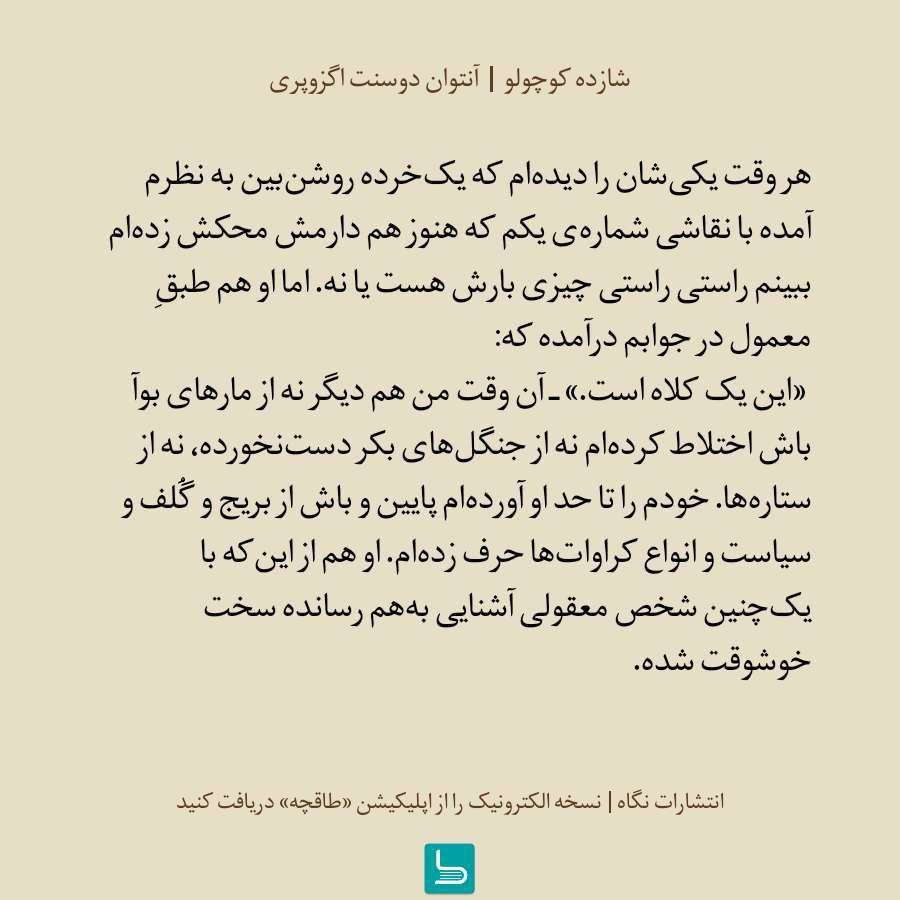 شازده کوچولو | آنتوان دوسنت اگزوپری
هر وقت یکی‌شان را دیده‌ام که یک‌خرده روشن‌بین به نظرم
آمده با نقاشی شماره‌ی یکم که هنوز هم دارمش محکش زده‌ام
ببینم راستی راستی چیزی بارش هست یا نه. اما او هم طبقِ
معمول در جوابم درآمده که:
«این یک کلاه است.» ـ آن وقت من هم دیگر نه از مارهای بوآ
باش اختلاط کرده‌ام نه از جنگل‌های بکر دست‌نخورده، نه از
ستاره‌ها. خودم را تا حد او آورده‌ام پایین و باش از بریج و گُلف و
سیاست و انواع کراوات‌ها حرف زده‌ام. او هم از این‌که با
یک‌چنین شخص معقولی آشنایی به‌هم رسانده سخت
خوشوقت شده.
انتشارات نگاه | نسخه الکترونیک را از اپلیکیشن «طاقچه» دریافت کنید